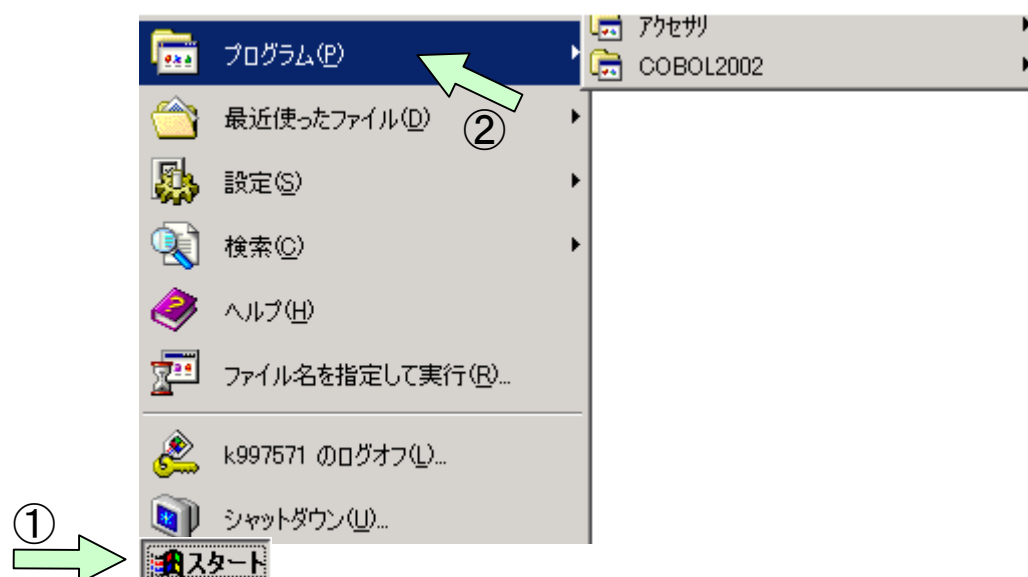 プログラム(P)
アクセサリ
COBOL2002
最近使ったファイル(D)
②
設定(S)
検索(C)
ヘルプ(H)
ファイル名を指定して実行(R)...
k997571 のログオフ(L)...
シャットダウン(U)...
①
スタート